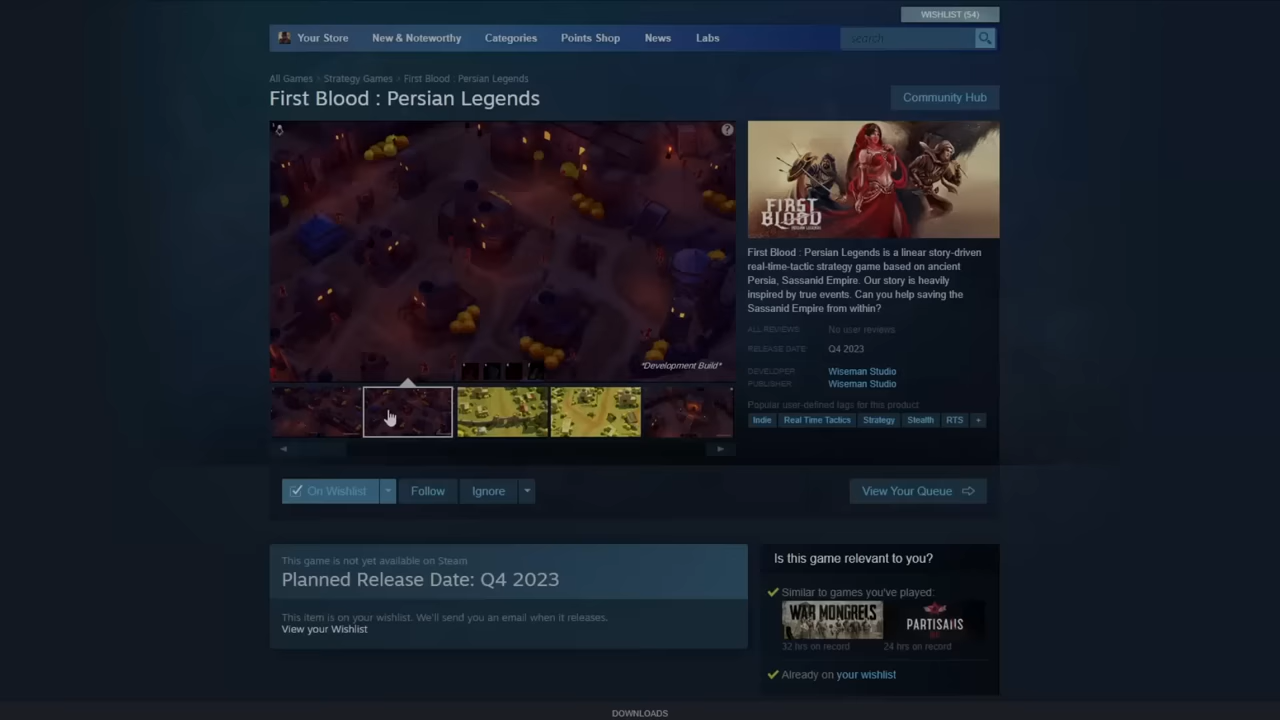 WISHLIST (54)
Your Store New & Noteworthy Categories Points Shop News Labs search
All Games > Strategy Games > First Blood : Persian Legends
First Blood : Persian Legends
Community Hub
?
*Development Build*
FIRST
BLOOD
First Blood : Persian Legends is a linear story-driven
real-time-tactic strategy game based on ancient
Persia, Sassanid Empire. Our story is heavily
inspired by true events. Can you help saving the
Sassanid Empire from within?
ALL REVIEWS: No user reviews
RELEASE DATE: Q4 2023
DEVELOPER: Wiseman Studio
PUBLISHER: Wiseman Studio
Popular user-defined tags for this product:
Indie Real Time Tactics Strategy Stealth RTS +
On Wishlist Follow Ignore View Your Queue
This game is not yet available on Steam
Planned Release Date: Q4 2023
This item is on your wishlist. We'll send you an email when it releases.
View your Wishlist
Is this game relevant to you?
Similar to games you've played:
WAR MONGRELS PARTISANS
32 hrs on record 24 hrs on record
Already on your wishlist
DOWNLOADS